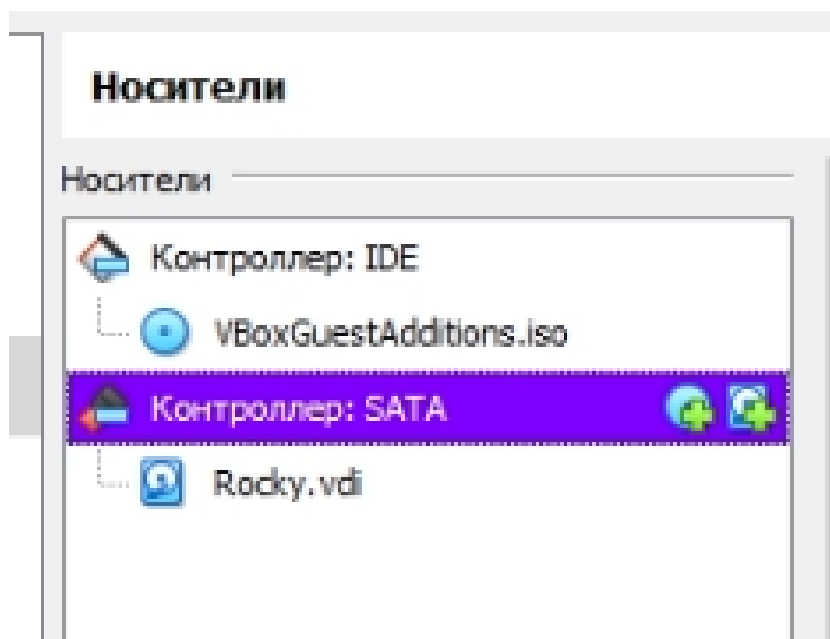 Носители
Носители
Контроллер: IDE
VBoxGuestAdditions.iso
Контроллер: SATA
Rocky.vdi